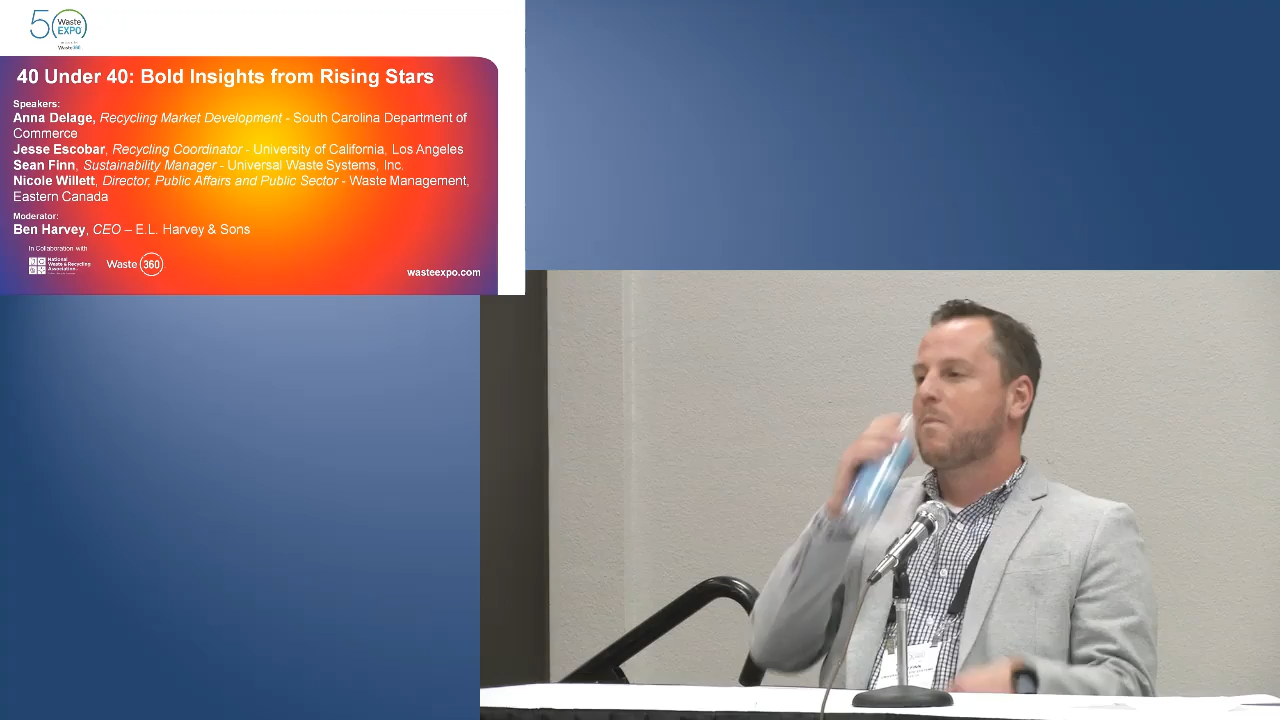 50
Waste
EXPO
Waste360
40 Under 40: Bold Insights from Rising Stars
Speakers:
Anna Delage, Recycling Market Development - South Carolina Department of
Commerce
Jesse Escobar, Recycling Coordinator - University of California, Los Angeles
Sean Finn, Sustainability Manager - Universal Waste Systems, Inc.
Nicole Willett, Director, Public Affairs and Public Sector - Waste Management,
Eastern Canada
Moderator:
Ben Harvey, CEO – E.L. Harvey & Sons
In Collaboration with
National
Waste & Recycling
Association
Waste 360
wasteexpo.com